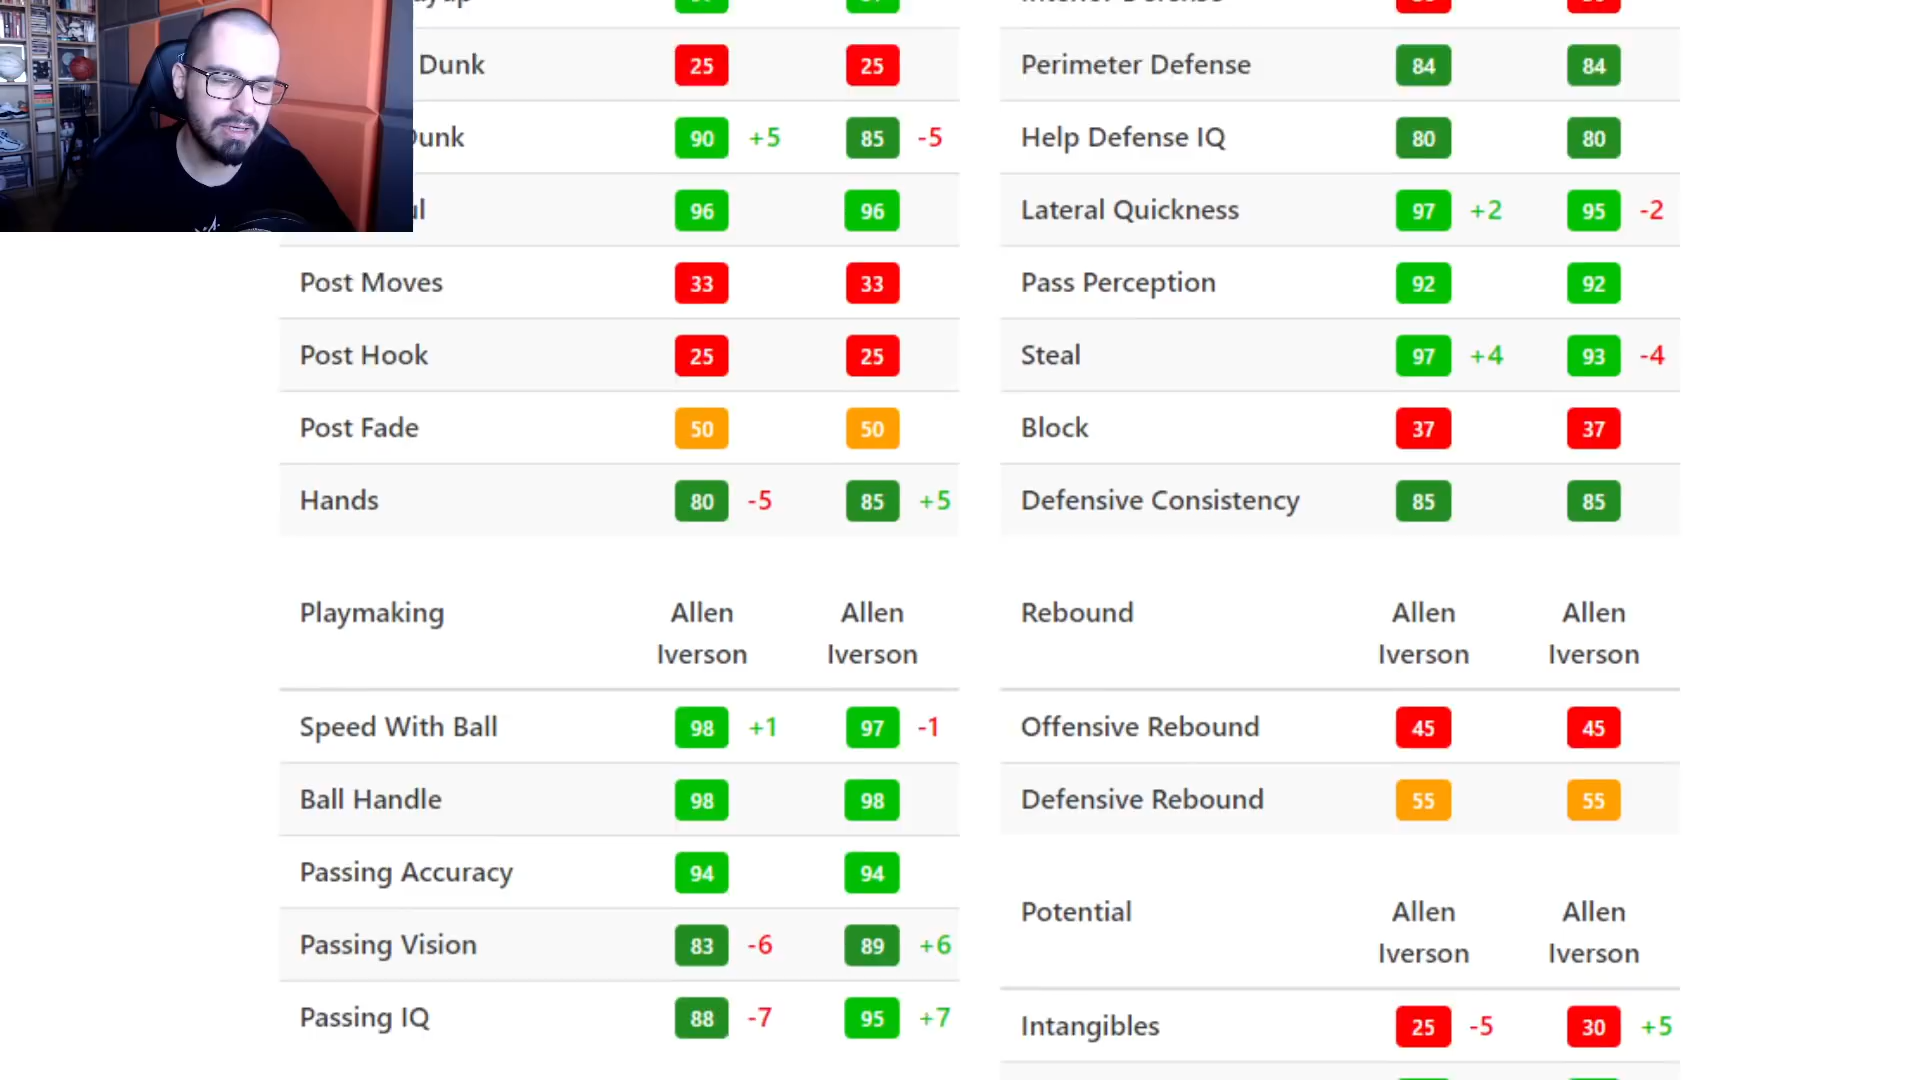 Dunk 25 25
Dunk 90 +5 85 -5
96 96
Post Moves 33 33
Post Hook 25 25
Post Fade 50 50
Hands 80 -5 85 +5
Playmaking Allen Iverson Allen Iverson
Speed With Ball 98 +1 97 -1
Ball Handle 98 98
Passing Accuracy 94 94
Passing Vision 83 -6 89 +6
Passing IQ 88 -7 95 +7
Perimeter Defense 84 84
Help Defense IQ 80 80
Lateral Quickness 97 +2 95 -2
Pass Perception 92 92
Steal 97 +4 93 -4
Block 37 37
Defensive Consistency 85 85
Rebound Allen Iverson Allen Iverson
Offensive Rebound 45 45
Defensive Rebound 55 55
Potential Allen Iverson Allen Iverson
Intangibles 25 -5 30 +5